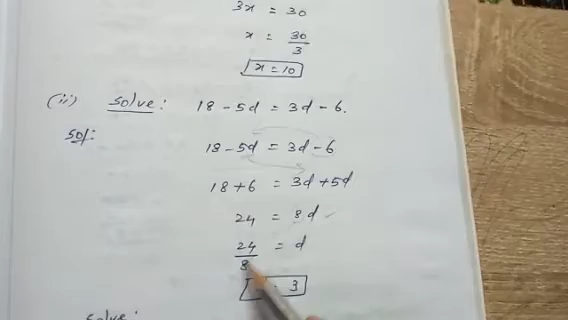 3x = 30
x = 30/3
x = 10
(ii) Solve: 18 - 5d = 3d - 6.
Sol:
18 - 5d = 3d - 6
18 + 6 = 3d + 5d
24 = 8d
24/8 = d
= 3
Solve: